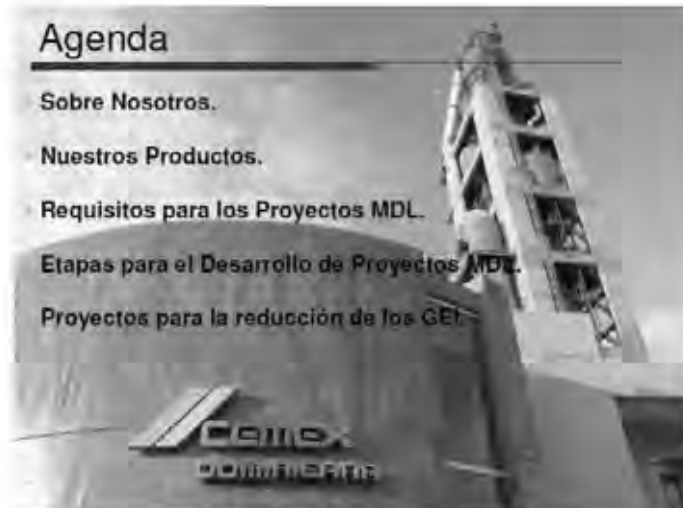 Agenda
Sobre Nosotros.
Nuestros Productos.
Requisitos para los Proyectos MDL.
Etapas para el Desarrollo de Proyectos MDL.
Proyectos para la reducción de los GEI.
CEMEX
DOMINICANA